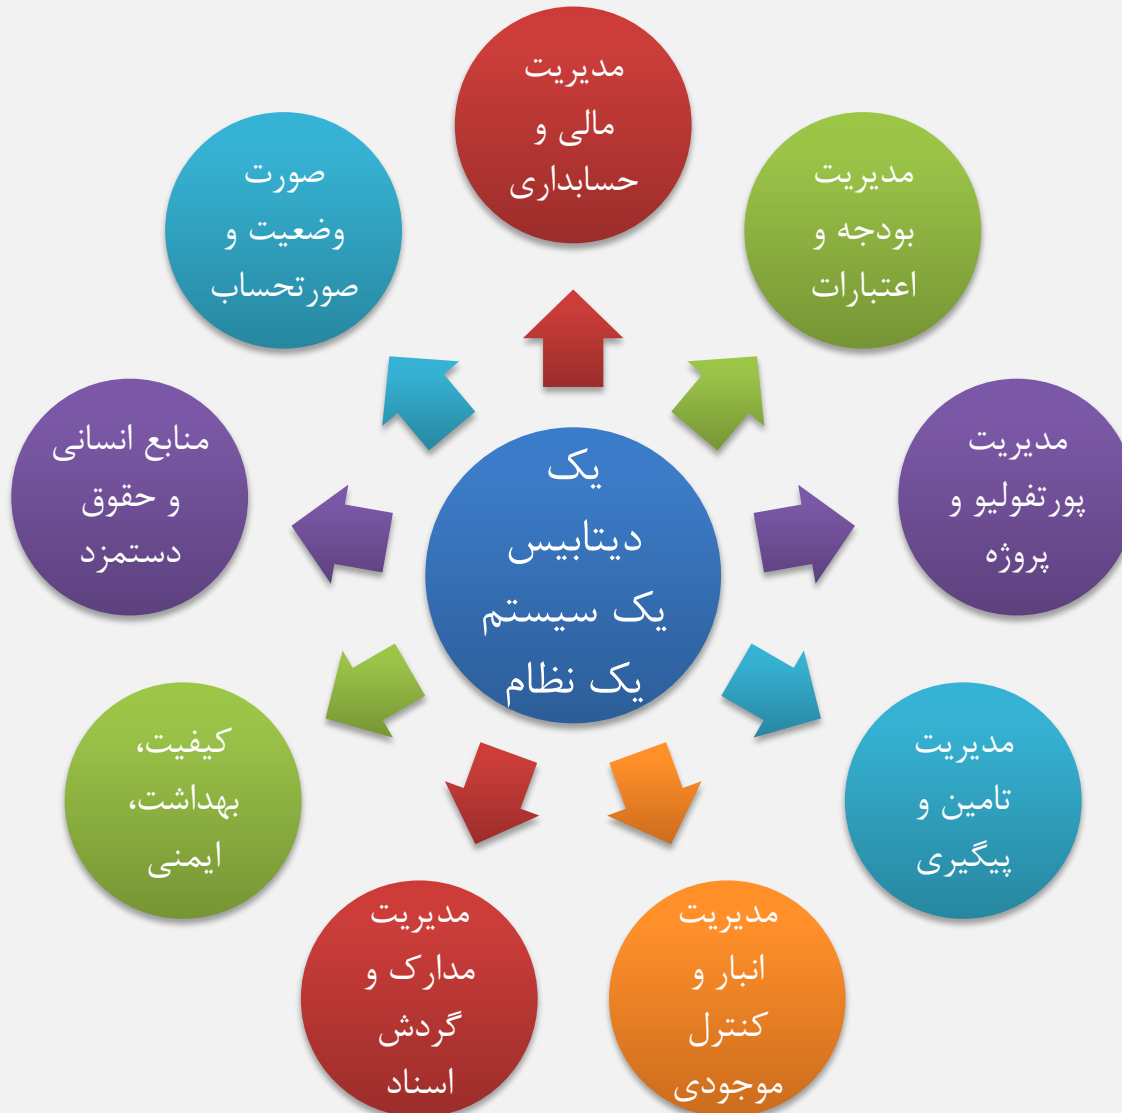 مدیریت
مالی و
حسابداری
مدیریت
بودجه و
اعتبارات
مدیریت
پورتفولیو و
پروژه
مدیریت
تامین و
پیگیری
مدیریت
انبار و
کنترل
موجودی
مدیریت
مدارک و
گردش
اسناد
کیفیت،
بهداشت،
ایمنی
منابع انسانی
و حقوق
دستمزد
صورت
وضعیت و
صورتحساب
یک
دیتابیس
یک سیستم
یک نظام